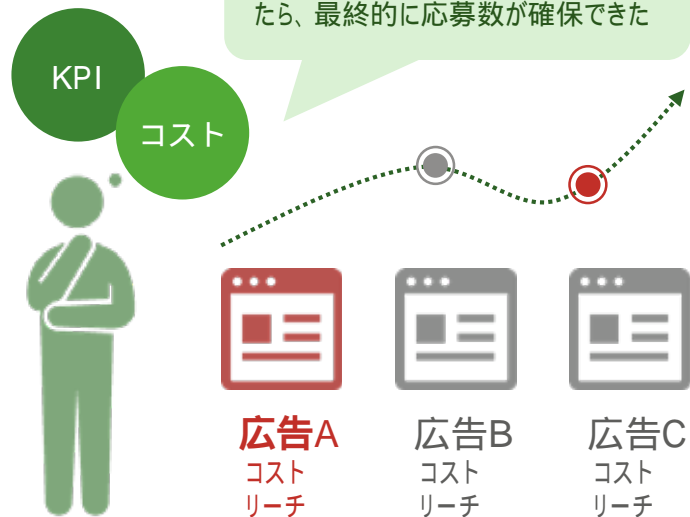 たら、最終的に応募数が確保できた
KPI
コスト
広告A
コスト
リーチ
広告B
コスト
リーチ
広告C
コスト
リーチ